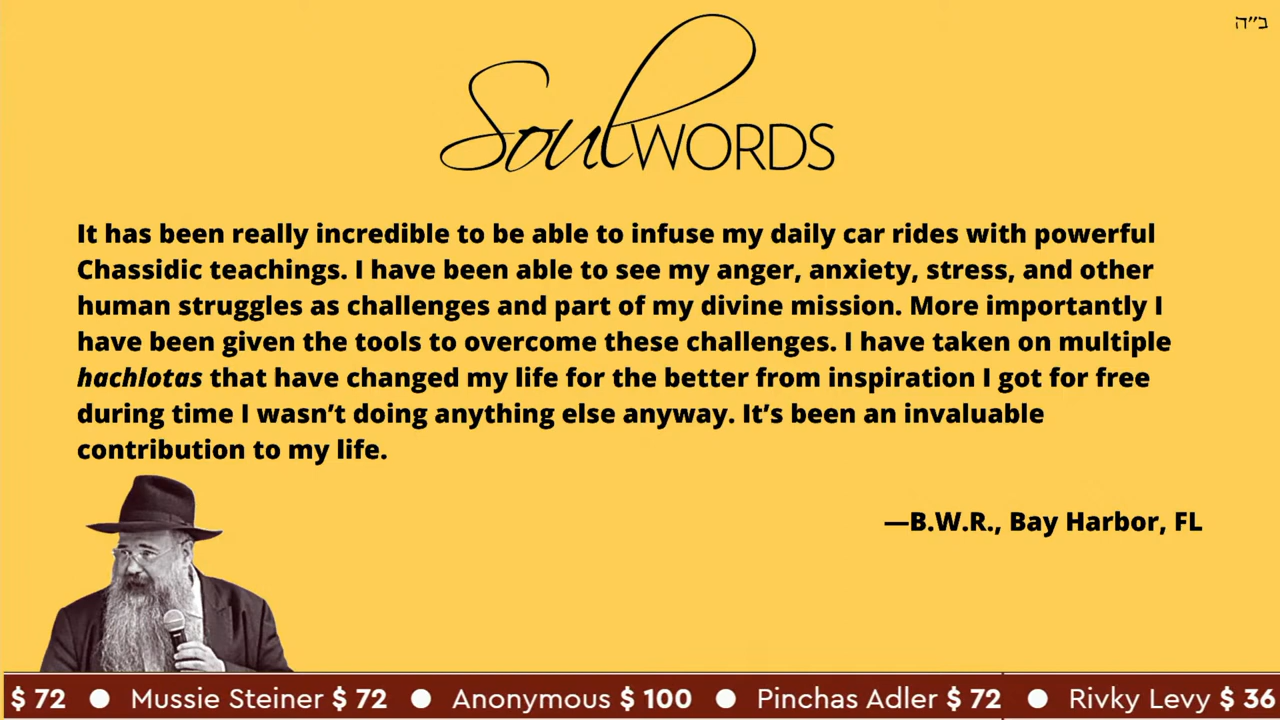 ב״ה
Soul WORDS
It has been really incredible to be able to infuse my daily car rides with powerful
Chassidic teachings. I have been able to see my anger, anxiety, stress, and other
human struggles as challenges and part of my divine mission. More importantly I
have been given the tools to overcome these challenges. I have taken on multiple
hachlotas that have changed my life for the better from inspiration I got for free
during time I wasn’t doing anything else anyway. It’s been an invaluable
contribution to my life.
—B.W.R., Bay Harbor, FL
$ 72 ● Mussie Steiner $ 72 ● Anonymous $ 100 ● Pinchas Adler $ 72 ● Rivky Levy $ 36